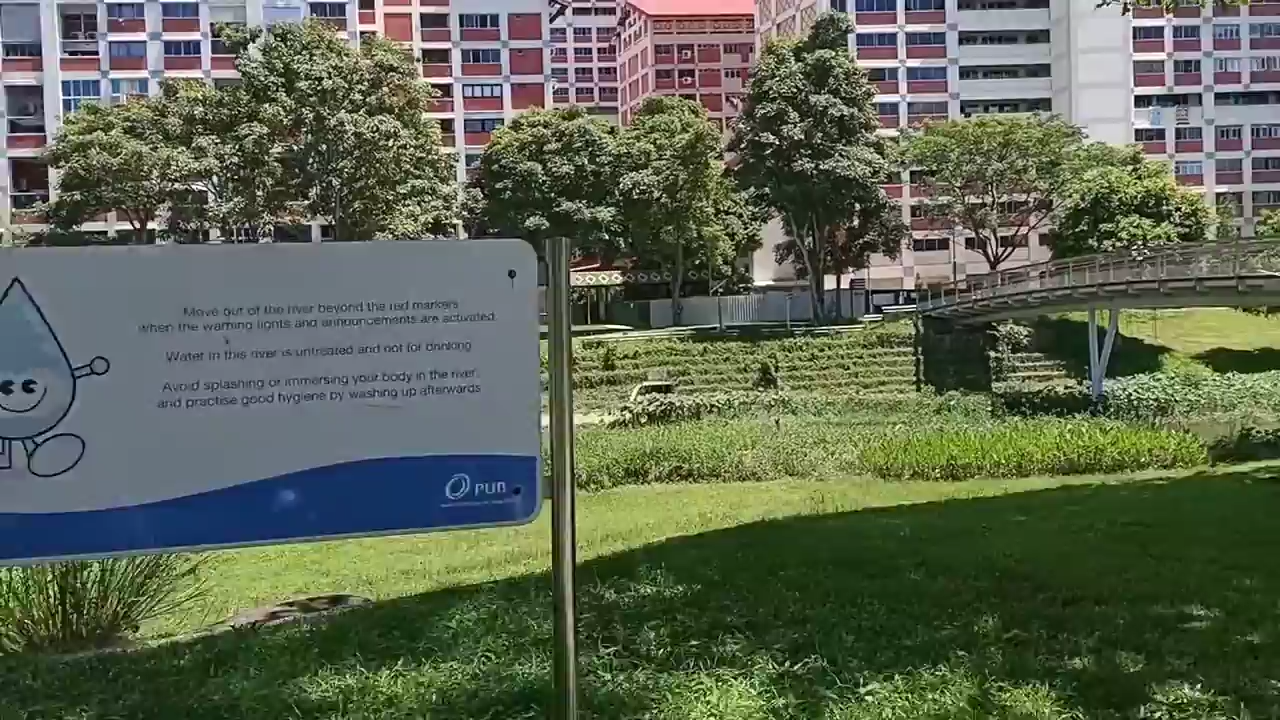 Move out of the river beyond the red markers
when the warning lights and announcements are activated.
Water in this river is untreated and not for drinking
Avoid splashing or immersing your body in the river,
and practise good hygiene by washing up afterwards
PUB